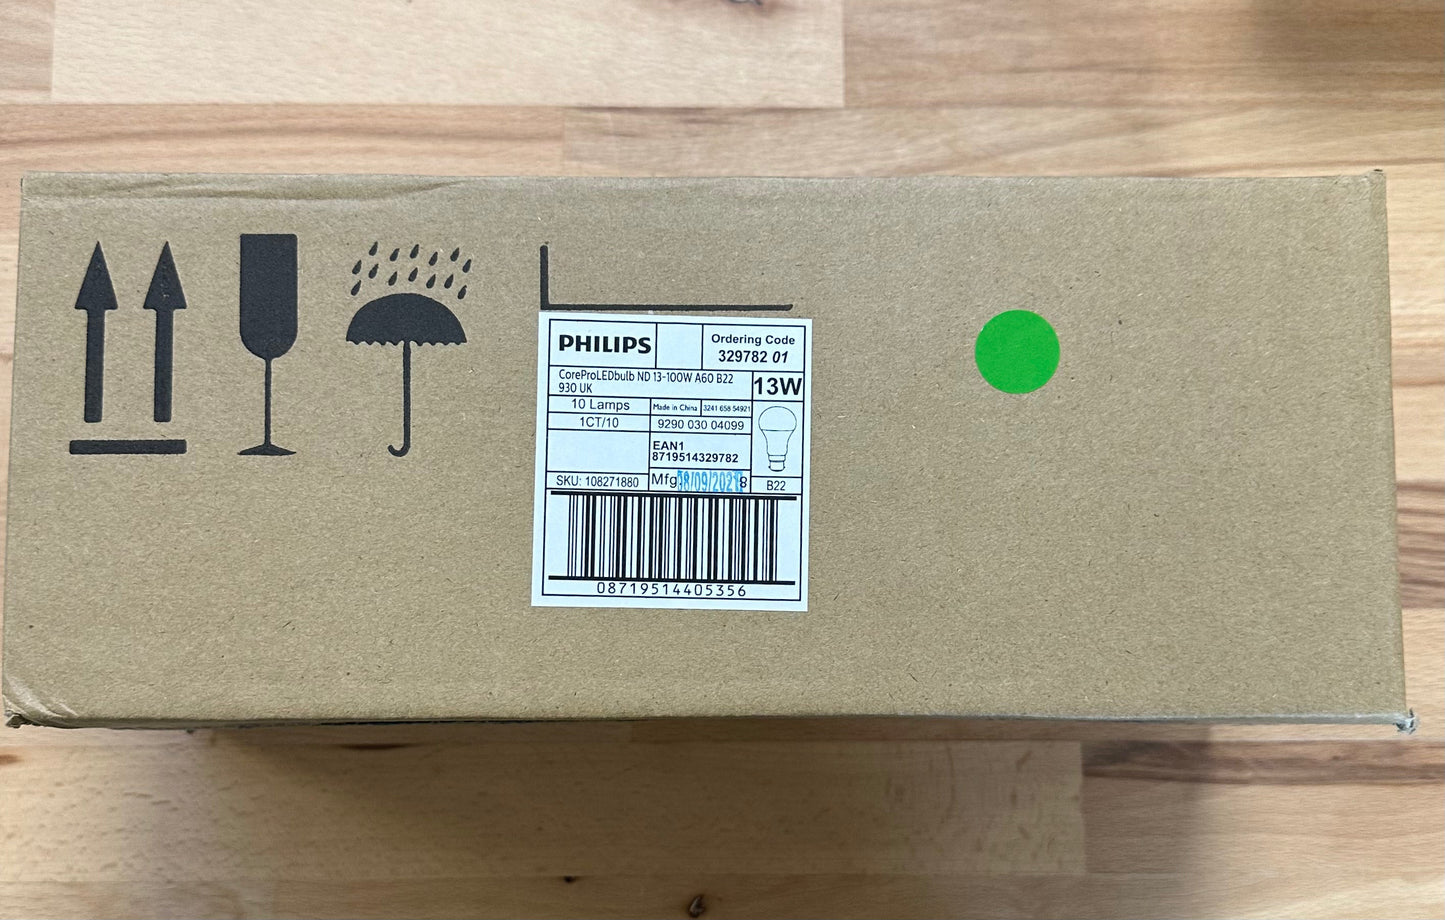 PHILIPS
Ordering Code
329782 01
CoreProLEDbulb ND 13-100W A60 B22
930 UK
13W
10 Lamps
Made in China
3241 658 54921
1CT/10
9290 030 04099
EAN1
8719514329782
SKU: 108271880
Mfg
B22
08719514405356